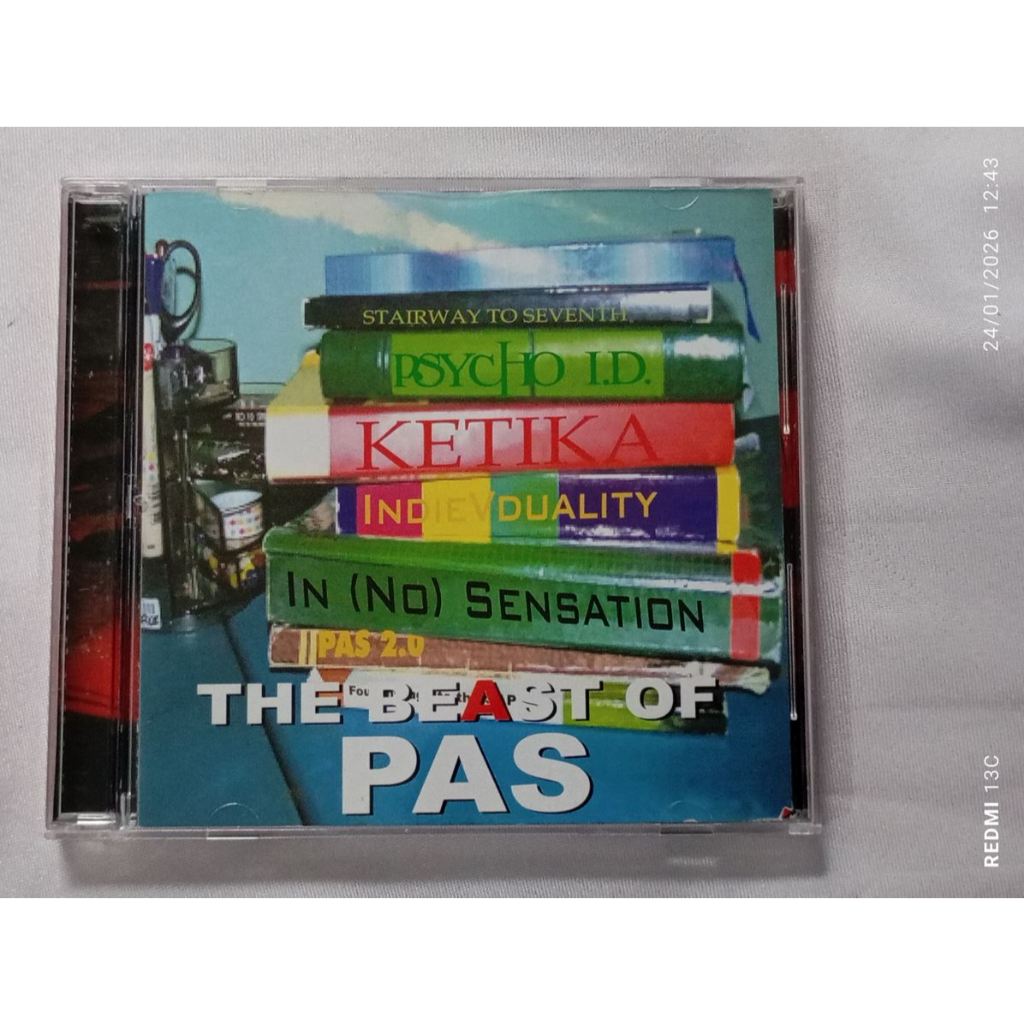 STAIRWAY TO SEVENTH
PSYCHO I.D.
KETIKA
INDIEVDUALITY
IN (NO) SENSATION
PAS 2.0
THE BEAST OF
PAS
24/01/2026 12:43
REDMI 13C